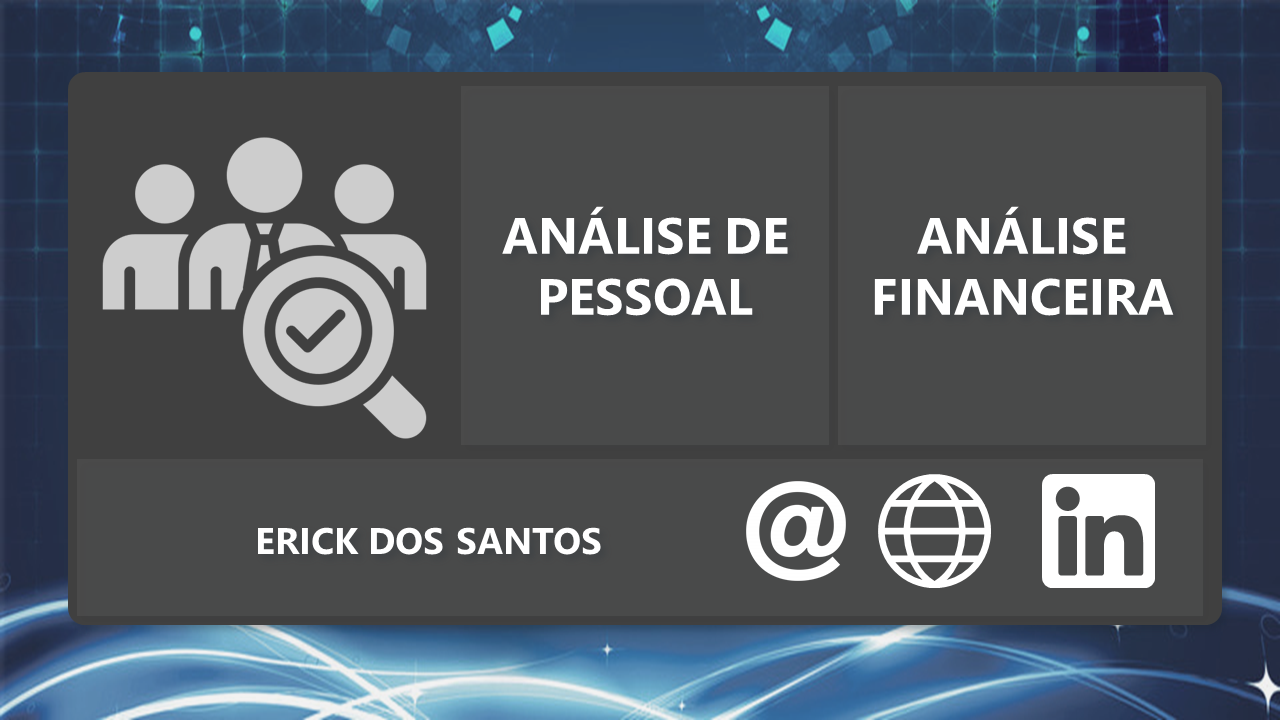 ANÁLISE DE
PESSOAL
ANÁLISE
FINANCEIRA
ERICK DOS SANTOS
@
in